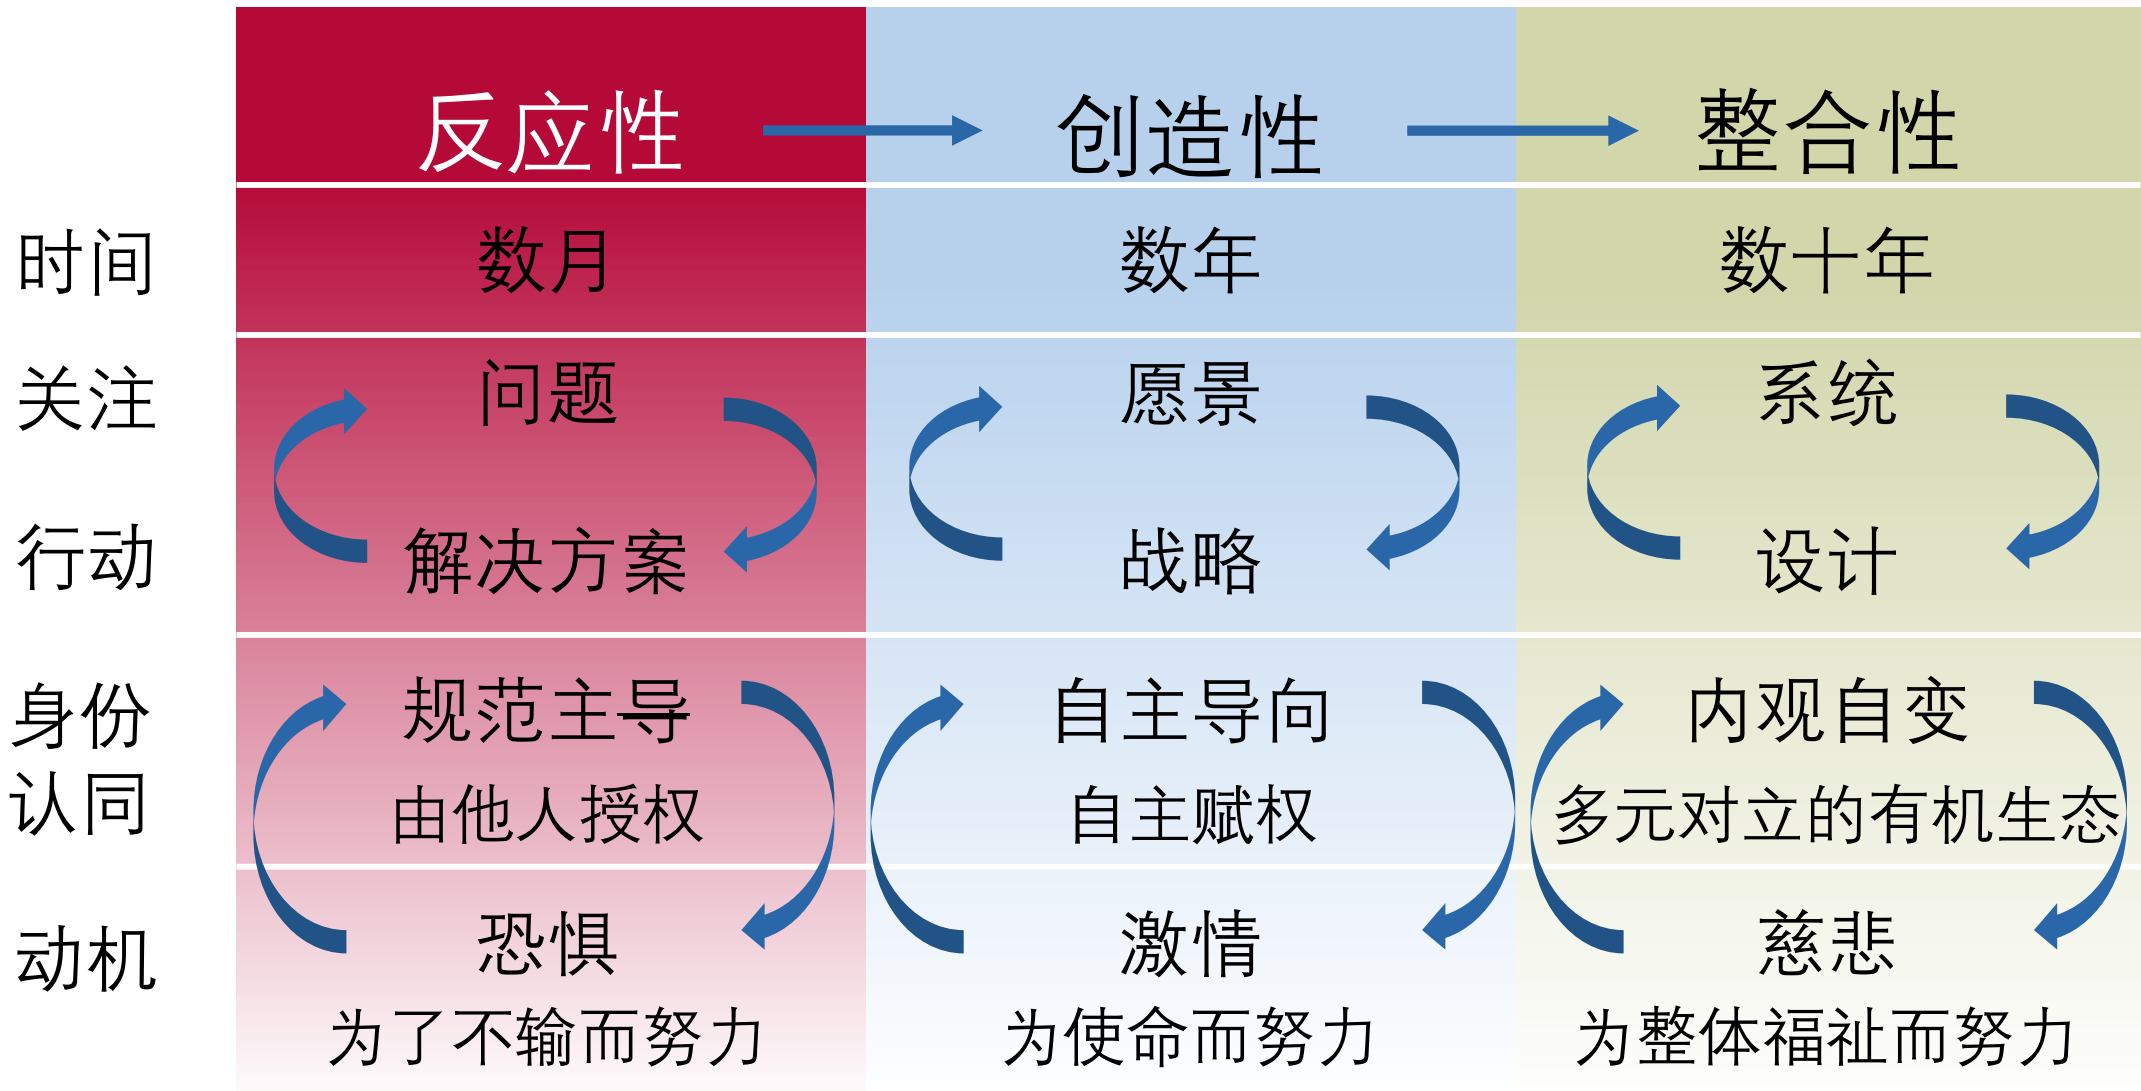 反应性 创造性 整合性
时间 数月 数年 数十年
关注 问题 愿景 系统
行动 解决方案 战略 设计
身份 规范主导 自主导向 内观自变
认同 由他人授权 自主赋权 多元对立的有机生态
动机 恐惧 激情 慈悲
为了不输而努力 为使命而努力 为整体福祉而努力